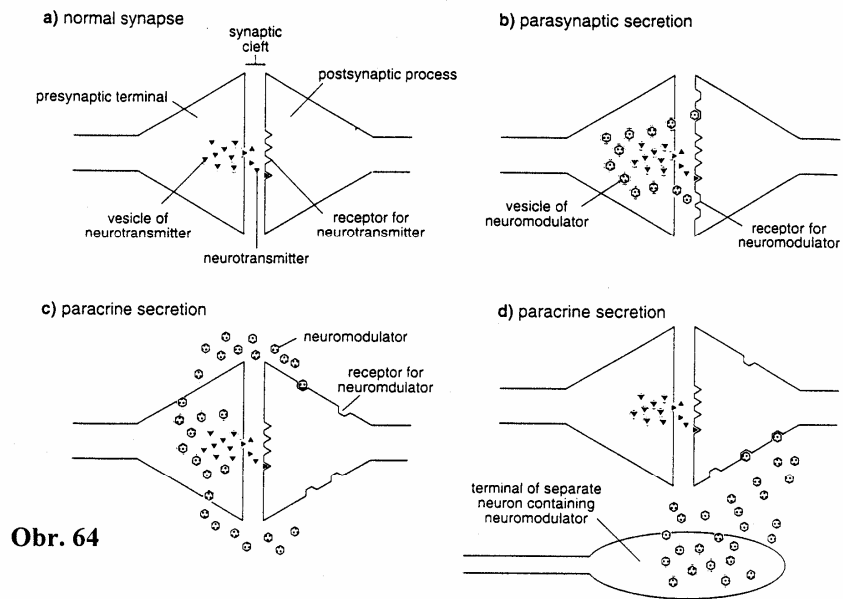 a) normal synapse
synaptic
cleft
postsynaptic process
presynaptic terminal
vesicle of
neurotransmitter
receptor for
neurotransmitter
neurotransmitter
b) parasynaptic secretion
vesicle of
neuromodulator
receptor for
neuromodulator
c) paracrine secretion
neuromodulator
receptor for
neuromdulator
d) paracrine secretion
terminal of separate
neuron containing
neuromodulator
Obr. 64